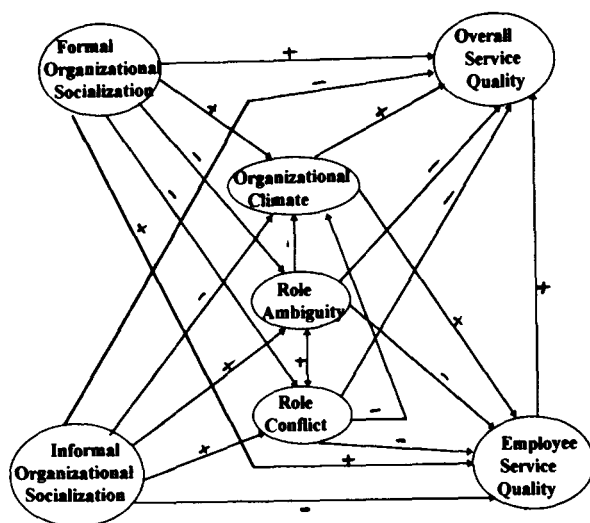 Formal
Organizational
Socialization
+
Overall
Service
Quality
-
+
+
-
Organizational
Climate
-
-
-
+
-
-
Role
Ambiguity
+
+
-
+
+
Role
Conflict
-
-
+
Informal
Organizational
Socialization
+
Employee
Service
Quality
-